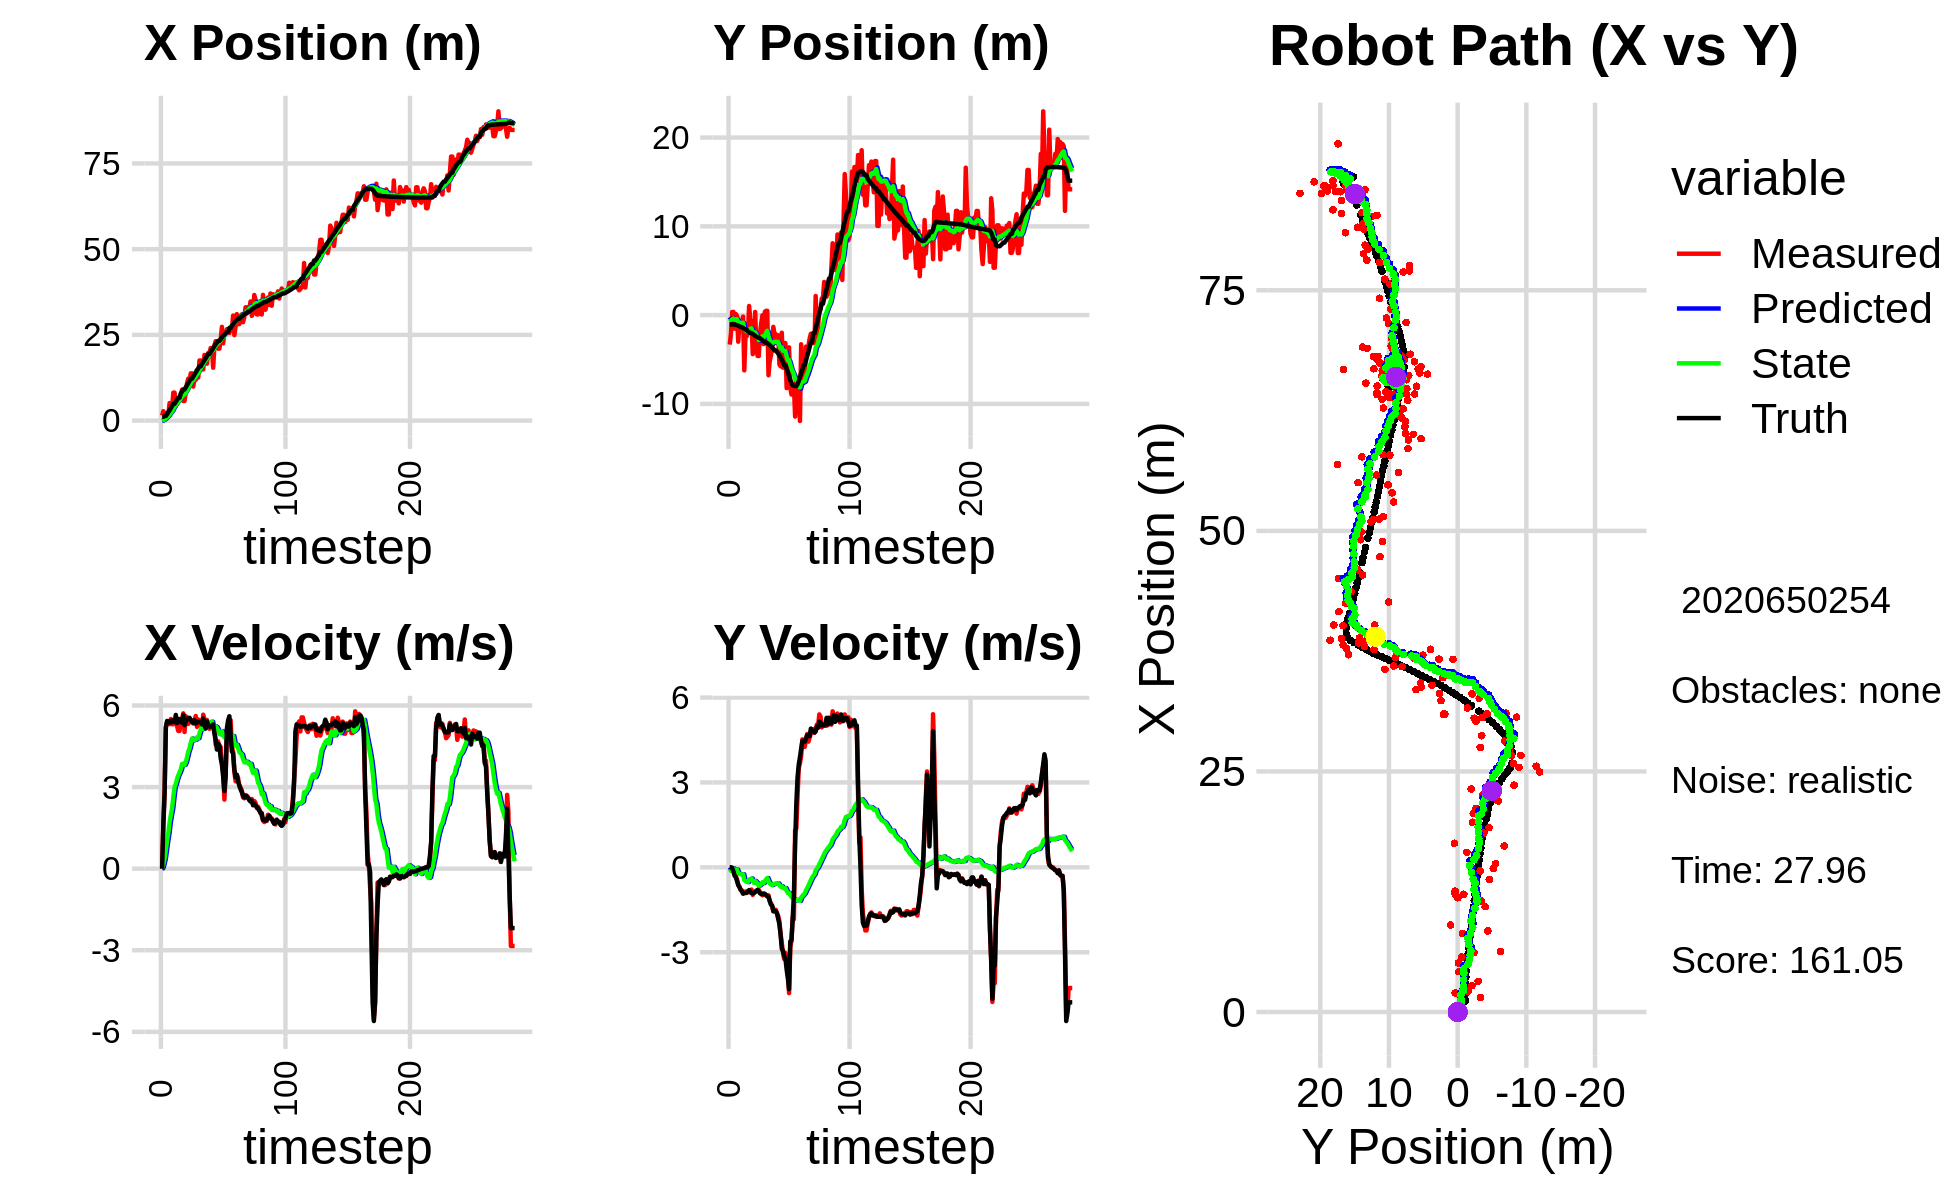 X Position (m)
75
50
25
0
0
100
200
timestep
Y Position (m)
20
10
0
-10
0
100
200
timestep
X Velocity (m/s)
6
3
0
-3
-6
0
100
200
timestep
Y Velocity (m/s)
6
3
0
-3
0
100
200
timestep
Robot Path (X vs Y)
X Position (m)
75
50
25
0
20 10 0 -10 -20
Y Position (m)
variable
Measured
Predicted
State
Truth
2020650254
Obstacles: none
Noise: realistic
Time: 27.96
Score: 161.05